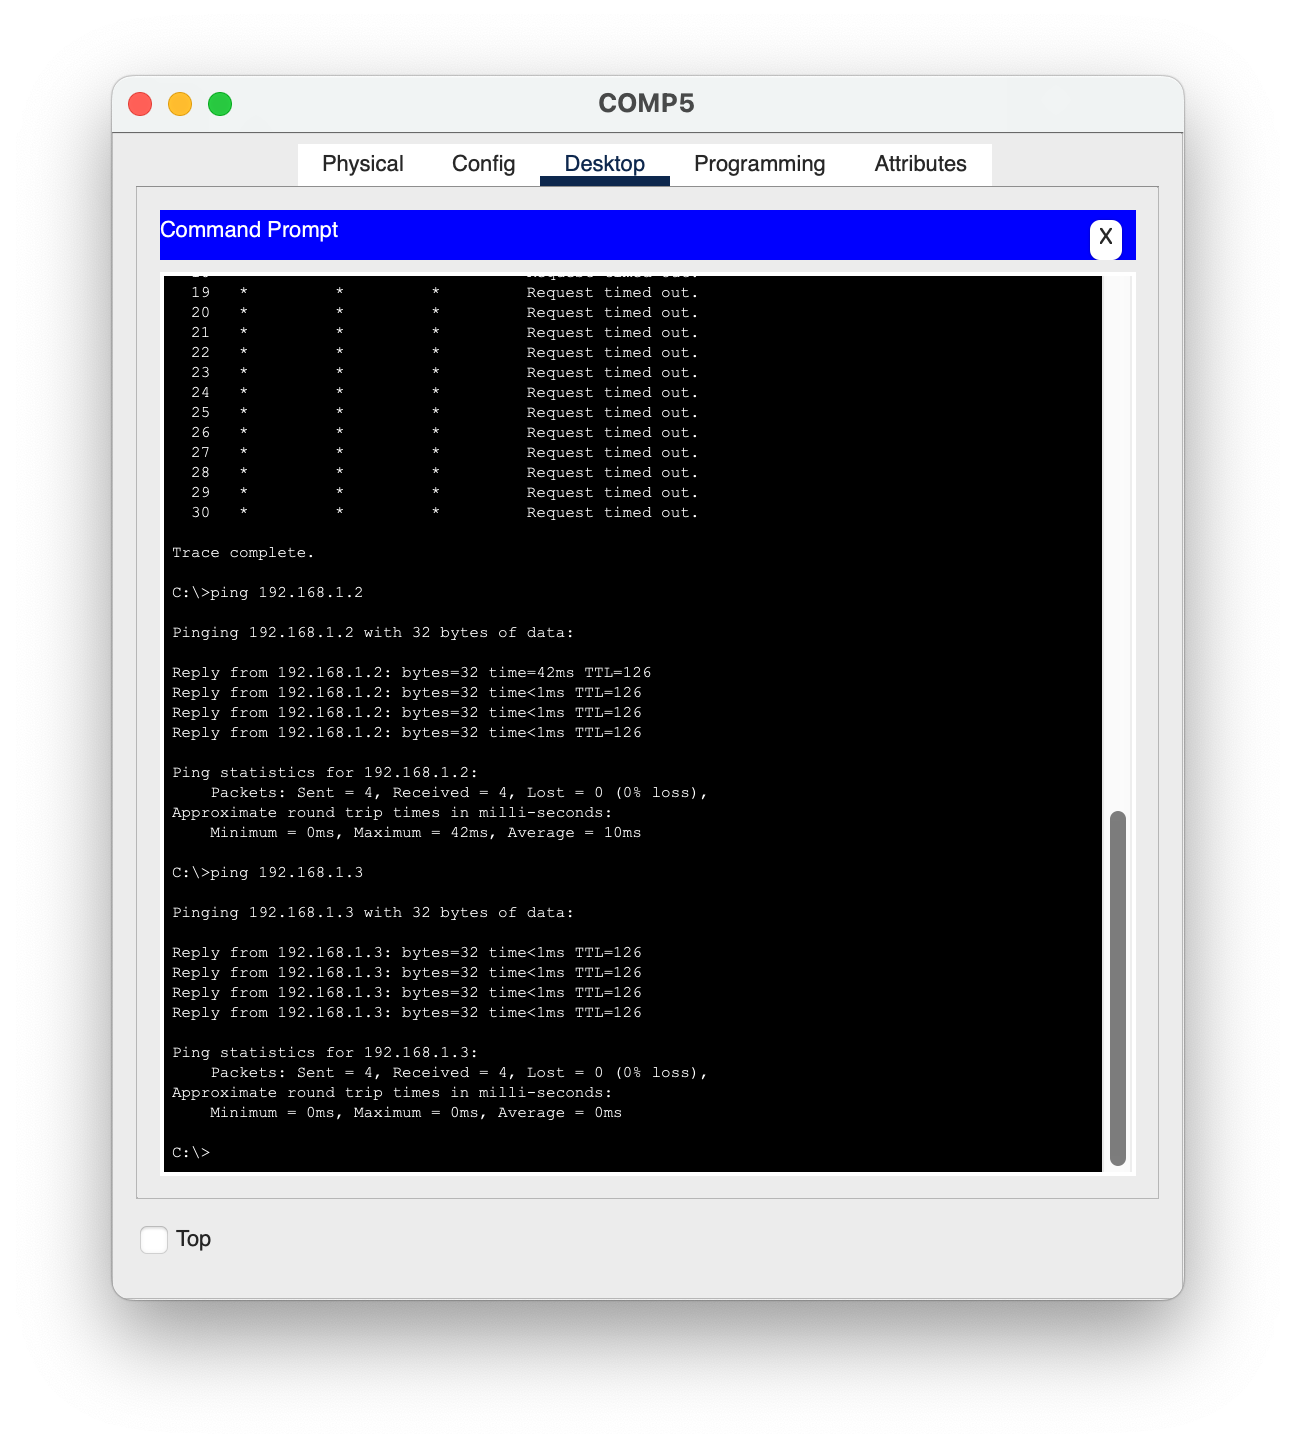 COMP5
Physical Config Desktop Programming Attributes
Command Prompt X
19 * * * Request timed out.
20 * * * Request timed out.
21 * * * Request timed out.
22 * * * Request timed out.
23 * * * Request timed out.
24 * * * Request timed out.
25 * * * Request timed out.
26 * * * Request timed out.
27 * * * Request timed out.
28 * * * Request timed out.
29 * * * Request timed out.
30 * * * Request timed out.
Trace complete.
C:\>ping 192.168.1.2
Pinging 192.168.1.2 with 32 bytes of data:
Reply from 192.168.1.2: bytes=32 time=42ms TTL=126
Reply from 192.168.1.2: bytes=32 time<1ms TTL=126
Reply from 192.168.1.2: bytes=32 time<1ms TTL=126
Reply from 192.168.1.2: bytes=32 time<1ms TTL=126
Ping statistics for 192.168.1.2:
Packets: Sent = 4, Received = 4, Lost = 0 (0% loss),
Approximate round trip times in milli-seconds:
Minimum = 0ms, Maximum = 42ms, Average = 10ms
C:\>ping 192.168.1.3
Pinging 192.168.1.3 with 32 bytes of data:
Reply from 192.168.1.3: bytes=32 time<1ms TTL=126
Reply from 192.168.1.3: bytes=32 time<1ms TTL=126
Reply from 192.168.1.3: bytes=32 time<1ms TTL=126
Reply from 192.168.1.3: bytes=32 time<1ms TTL=126
Ping statistics for 192.168.1.3:
Packets: Sent = 4, Received = 4, Lost = 0 (0% loss),
Approximate round trip times in milli-seconds:
Minimum = 0ms, Maximum = 0ms, Average = 0ms
C:\>
Top